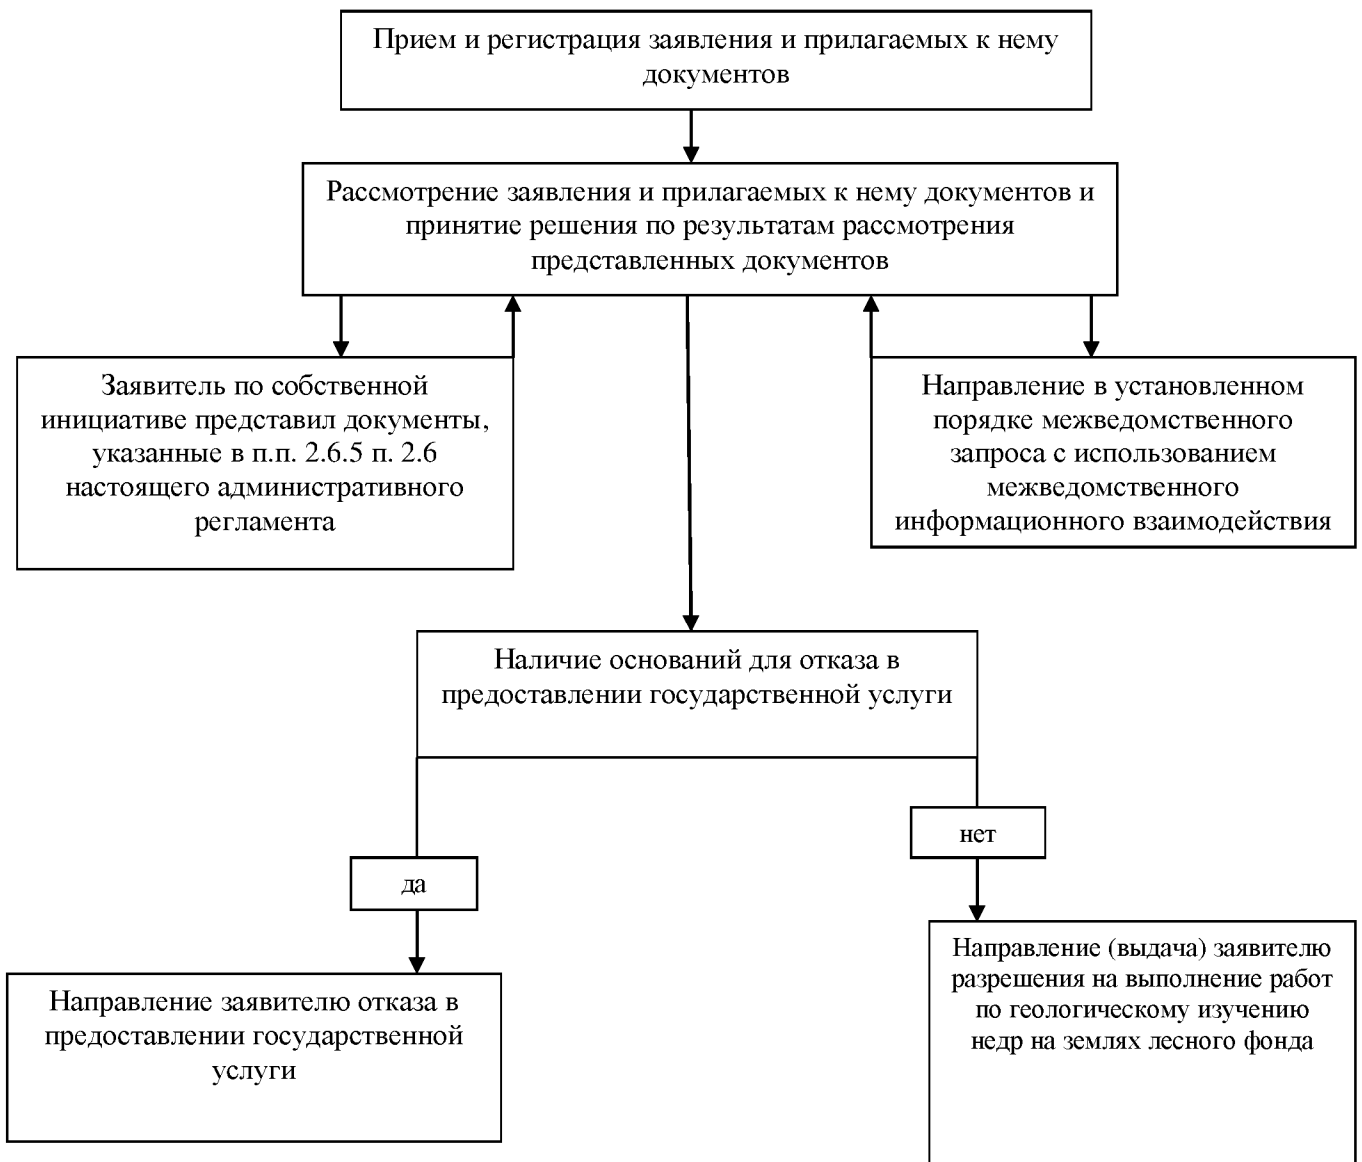 Прием и регистрация заявления и прилагаемых к нему
документов
Рассмотрение заявления и прилагаемых к нему документов и
принятие решения по результатам рассмотрения
представленных документов
Заявитель по собственной
инициативе представил документы,
указанные в п.п. 2.6.5 п. 2.6
настоящего административного
регламента
Направление в установленном
порядке межведомственного
запроса с использованием
межведомственного
информационного взаимодействия
Наличие оснований для отказа в
предоставлении государственной услуги
нет
да
Направление (выдача) заявителю
разрешения на выполнение работ
по геологическому изучению
недр на землях лесного фонда
Направление заявителю отказа в
предоставлении государственной
услуги